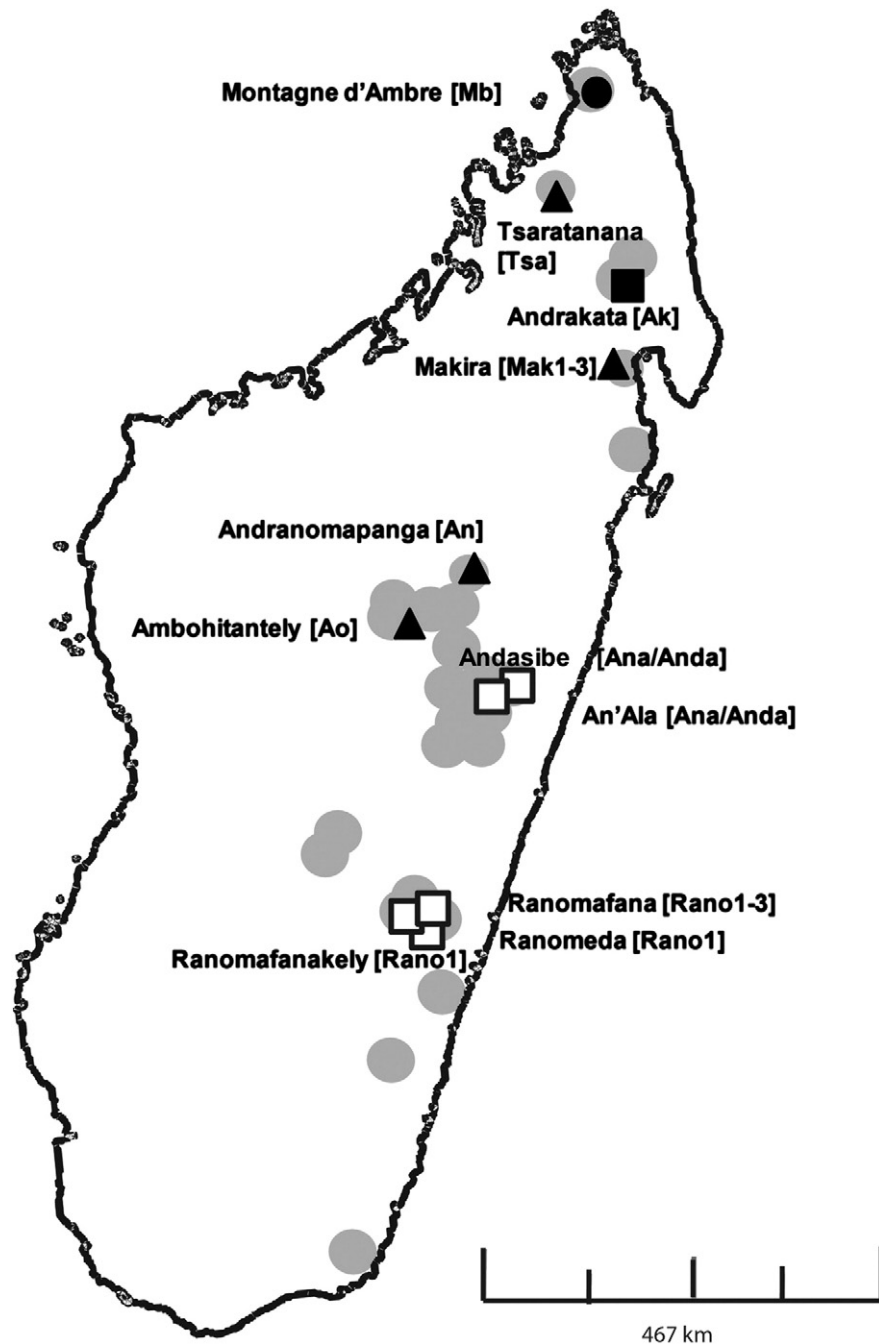 Montagne d'Ambre [Mb]
Tsaratanana
[Tsa]
Andrakata [Ak]
Makira [Mak1-3]
Andranomapanga [An]
Ambohitantely [Ao]
Andasibe [Ana/Anda]
An'Ala [Ana/Anda]
Ranomafana [Rano1-3]
Ranomeda [Rano1]
Ranomafanakely [Rano1]
467 km